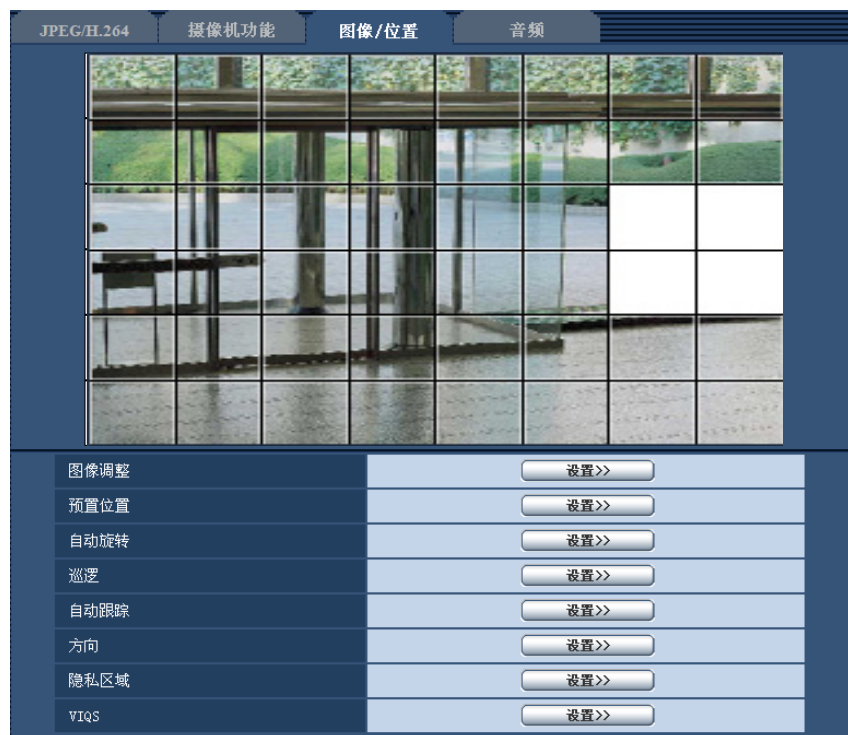 JPEG/H.264 摄像机功能 图像/位置 音频
图像调整 设置>>
预置位置 设置>>
自动旋转 设置>>
巡逻 设置>>
自动跟踪 设置>>
方向 设置>>
隐私区域 设置>>
VIQS 设置>>